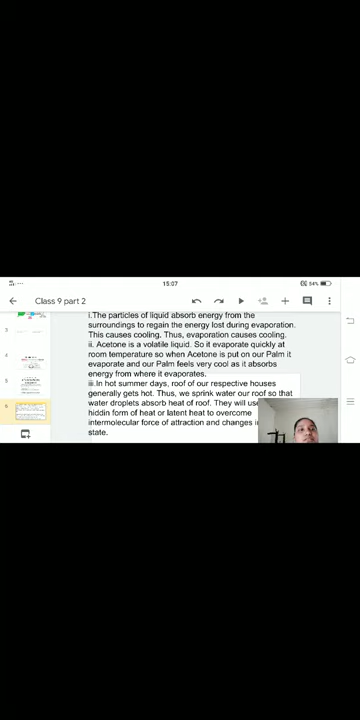 15:07
54%
Class 9 part 2
i.The particles of liquid absorb energy from the
surroundings to regain the energy lost during evaporation.
This causes cooling. Thus, evaporation causes cooling.
ii. Acetone is a volatile liquid. So it evaporate quickly at
room temperature so when Acetone is put on our Palm it
evaporate and our Palm feels very cool as it absorbs
energy from where it evaporates.
iii.In hot summer days, roof of our respective houses
generally gets hot. Thus, we sprink water our roof so that
water droplets absorb heat of roof. They will use
hiddin form of heat or latent heat to overcome
intermolecular force of attraction and changes
state.
3
4
5
6